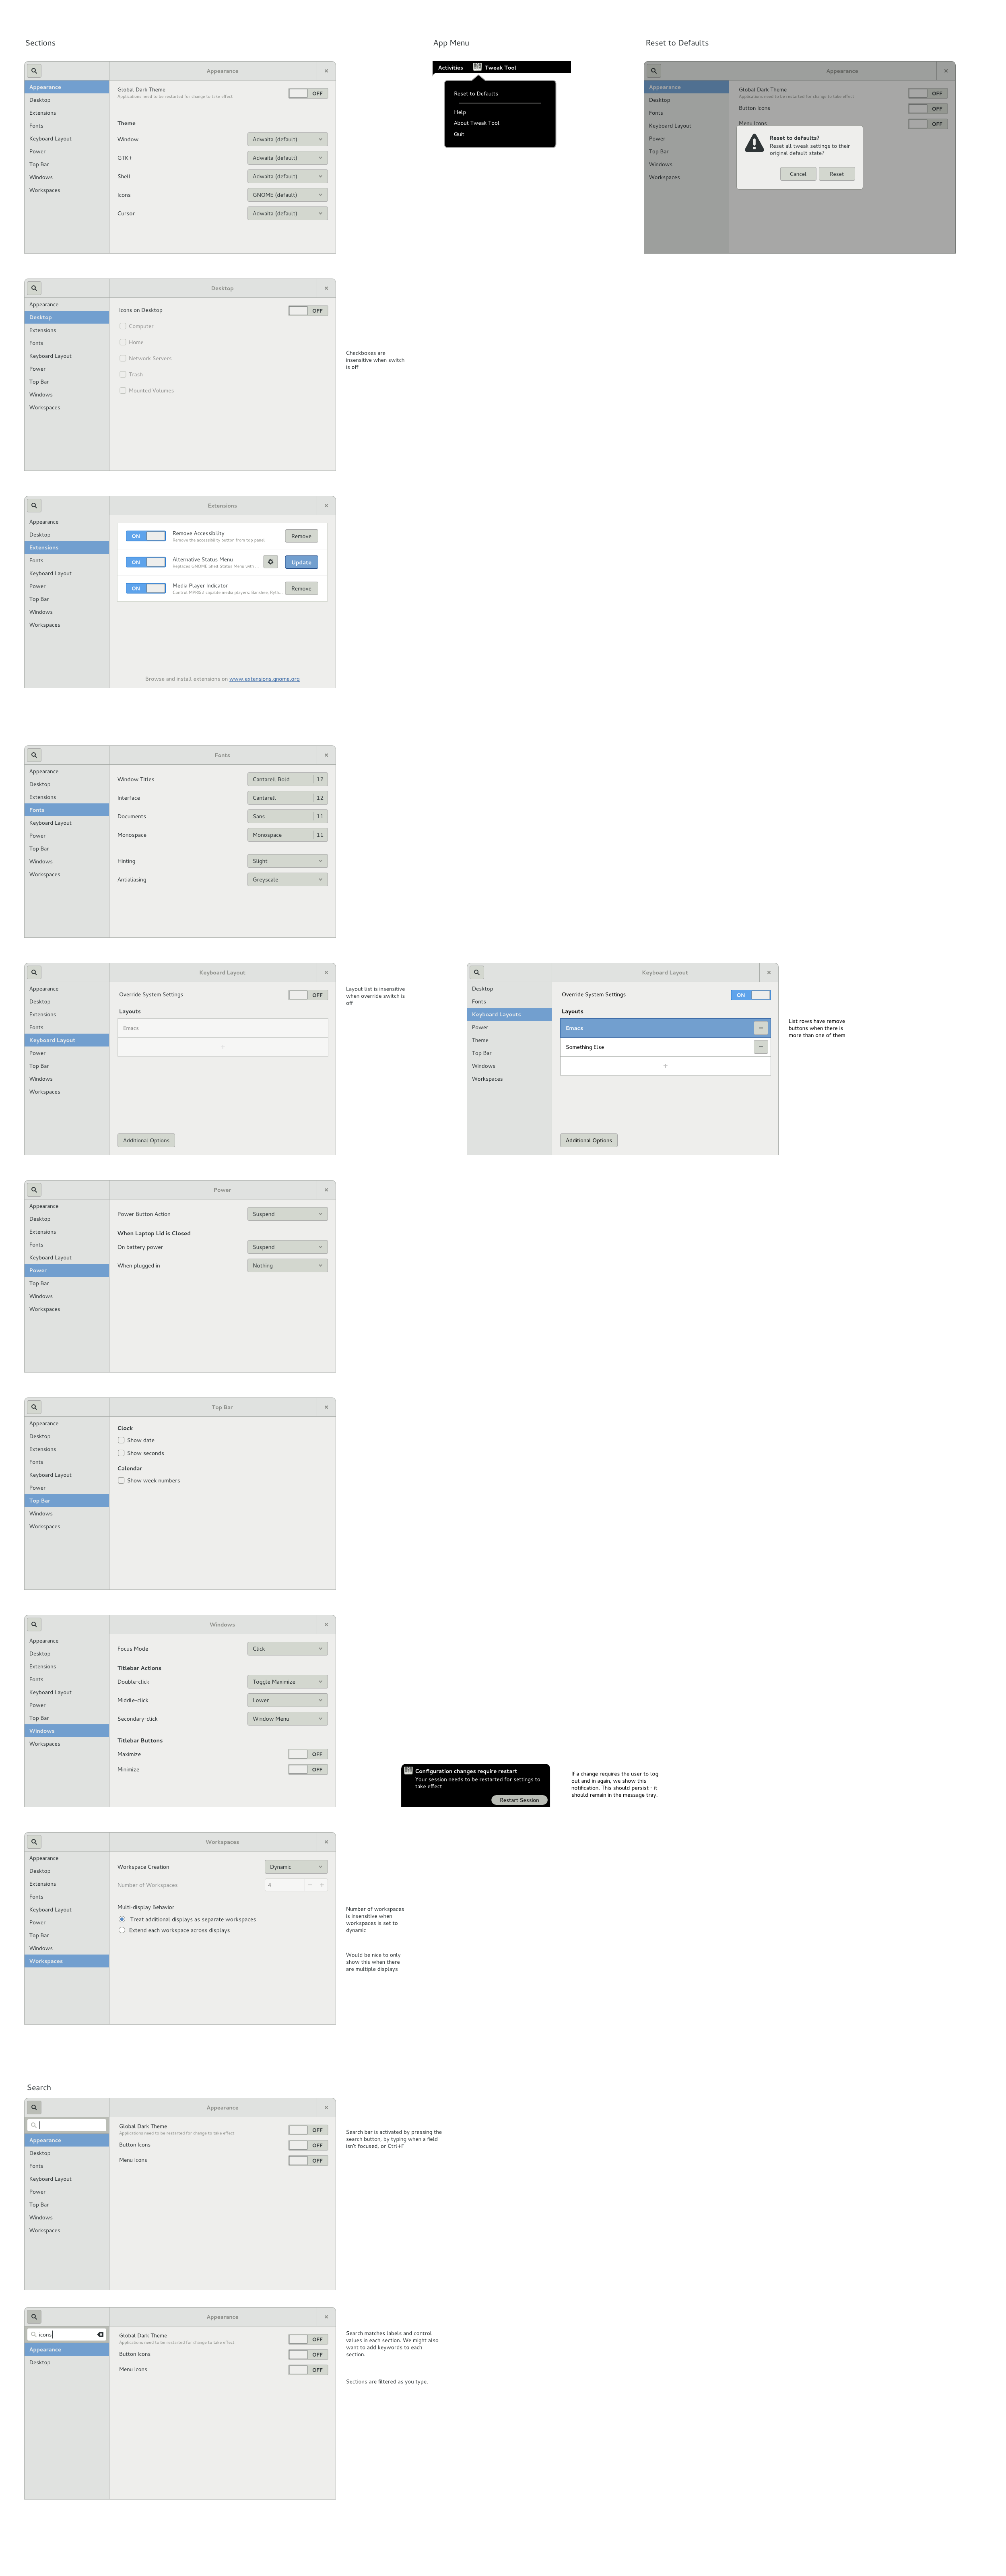 Sections
App Menu
Reset to Defaults
Appearance
Appearance
Desktop
Extensions
Fonts
Keyboard Layout
Power
Top Bar
Windows
Workspaces
Global Dark Theme
Applications need to be restarted for change to take effect
OFF
Theme
Window
Adwaita (default)
GTK+
Adwaita (default)
Shell
Adwaita (default)
Icons
GNOME (default)
Cursor
Adwaita (default)
Activities
Tweak Tool
Reset to Defaults
Help
About Tweak Tool
Quit
Appearance
Appearance
Desktop
Fonts
Keyboard Layout
Power
Top Bar
Windows
Workspaces
Global Dark Theme
Applications need to be restarted for change to take effect
OFF
Button Icons
OFF
Menu Icons
OFF
Reset to defaults?
Reset all tweak settings to their
original default state?
Cancel
Reset
Desktop
Appearance
Desktop
Extensions
Fonts
Keyboard Layout
Power
Top Bar
Windows
Workspaces
Icons on Desktop
OFF
Computer
Home
Network Servers
Trash
Mounted Volumes
Checkboxes are
insensitive when switch
is off
Extensions
Appearance
Desktop
Extensions
Fonts
Keyboard Layout
Power
Top Bar
Windows
Workspaces
ON
Remove Accessibility
Remove the accessibility button from top panel
Remove
ON
Alternative Status Menu
Replaces GNOME Shell Status Menu with ...
Update
ON
Media Player Indicator
Control MPRIS2 capable media players: Banshee, Ryth...
Remove
Browse and install extensions on www.extensions.gnome.org
Fonts
Appearance
Desktop
Extensions
Fonts
Keyboard Layout
Power
Top Bar
Windows
Workspaces
Window Titles
Cantarell Bold
12
Interface
Cantarell
12
Documents
Sans
11
Monospace
Monospace
11
Hinting
Slight
Antialiasing
Greyscale
Keyboard Layout
Appearance
Desktop
Extensions
Fonts
Keyboard Layout
Power
Top Bar
Windows
Workspaces
Override System Settings
OFF
Layouts
Emacs
+
Additional Options
Layout list is insensitive
when override switch is
off
Keyboard Layout
Desktop
Fonts
Keyboard Layouts
Power
Theme
Top Bar
Windows
Workspaces
Override System Settings
ON
Layouts
Emacs
Something Else
+
Additional Options
List rows have remove
buttons when there is
more than one of them
Power
Appearance
Desktop
Extensions
Fonts
Keyboard Layout
Power
Top Bar
Windows
Workspaces
Power Button Action
Suspend
When Laptop Lid is Closed
On battery power
Suspend
When plugged in
Nothing
Top Bar
Appearance
Desktop
Extensions
Fonts
Keyboard Layout
Power
Top Bar
Windows
Workspaces
Clock
Show date
Show seconds
Calendar
Show week numbers
Windows
Appearance
Desktop
Extensions
Fonts
Keyboard Layout
Power
Top Bar
Windows
Workspaces
Focus Mode
Click
Titlebar Actions
Double-click
Toggle Maximize
Middle-click
Lower
Secondary-click
Window Menu
Titlebar Buttons
Maximize
OFF
Minimize
OFF
Configuration changes require restart
Your session needs to be restarted for settings to
take effect
Restart Session
If a change requires the user to log
out and in again, we show this
notification. This should persist - it
should remain in the message tray.
Workspaces
Appearance
Desktop
Extensions
Fonts
Keyboard Layout
Power
Top Bar
Windows
Workspaces
Workspace Creation
Dynamic
Number of Workspaces
4
− +
Multi-display Behavior
Treat additional displays as separate workspaces
Extend each workspace across displays
Number of workspaces
is insensitive when
workspaces is set to
dynamic
Would be nice to only
show this when there
are multiple displays
Search
Appearance
Appearance
Desktop
Fonts
Keyboard Layout
Power
Top Bar
Windows
Workspaces
Global Dark Theme
Applications need to be restarted for change to take effect
OFF
Button Icons
OFF
Menu Icons
OFF
Search bar is activated by pressing the
search button, by typing when a field
isn't focused, or Ctrl+F
Appearance
icons
Appearance
Desktop
Global Dark Theme
Applications need to be restarted for change to take effect
OFF
Button Icons
OFF
Menu Icons
OFF
Search matches labels and control
values in each section. We might also
want to add keywords to each
section.
Sections are filtered as you type.